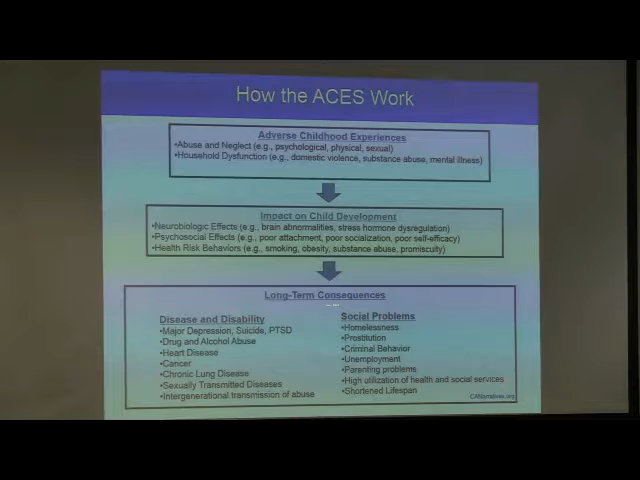 How the ACES Work
Adverse Childhood Experiences
•Abuse and Neglect (e.g., psychological, physical, sexual)
•Household Dysfunction (e.g., domestic violence, substance abuse, mental illness)
Impact on Child Development
•Neurobiologic Effects (e.g., brain abnormalities, stress hormone dysregulation)
•Psychosocial Effects (e.g., poor attachment, poor socialization, poor self-efficacy)
•Health Risk Behaviors (e.g., smoking, obesity, substance abuse, promiscuity)
Long-Term Consequences
Disease and Disability
•Major Depression, Suicide, PTSD
•Drug and Alcohol Abuse
•Heart Disease
•Cancer
•Chronic Lung Disease
•Sexually Transmitted Diseases
•Intergenerational transmission of abuse
Social Problems
•Homelessness
•Prostitution
•Criminal Behavior
•Unemployment
•Parenting problems
•High utilization of health and social services
•Shortened Lifespan
CANarratives.org